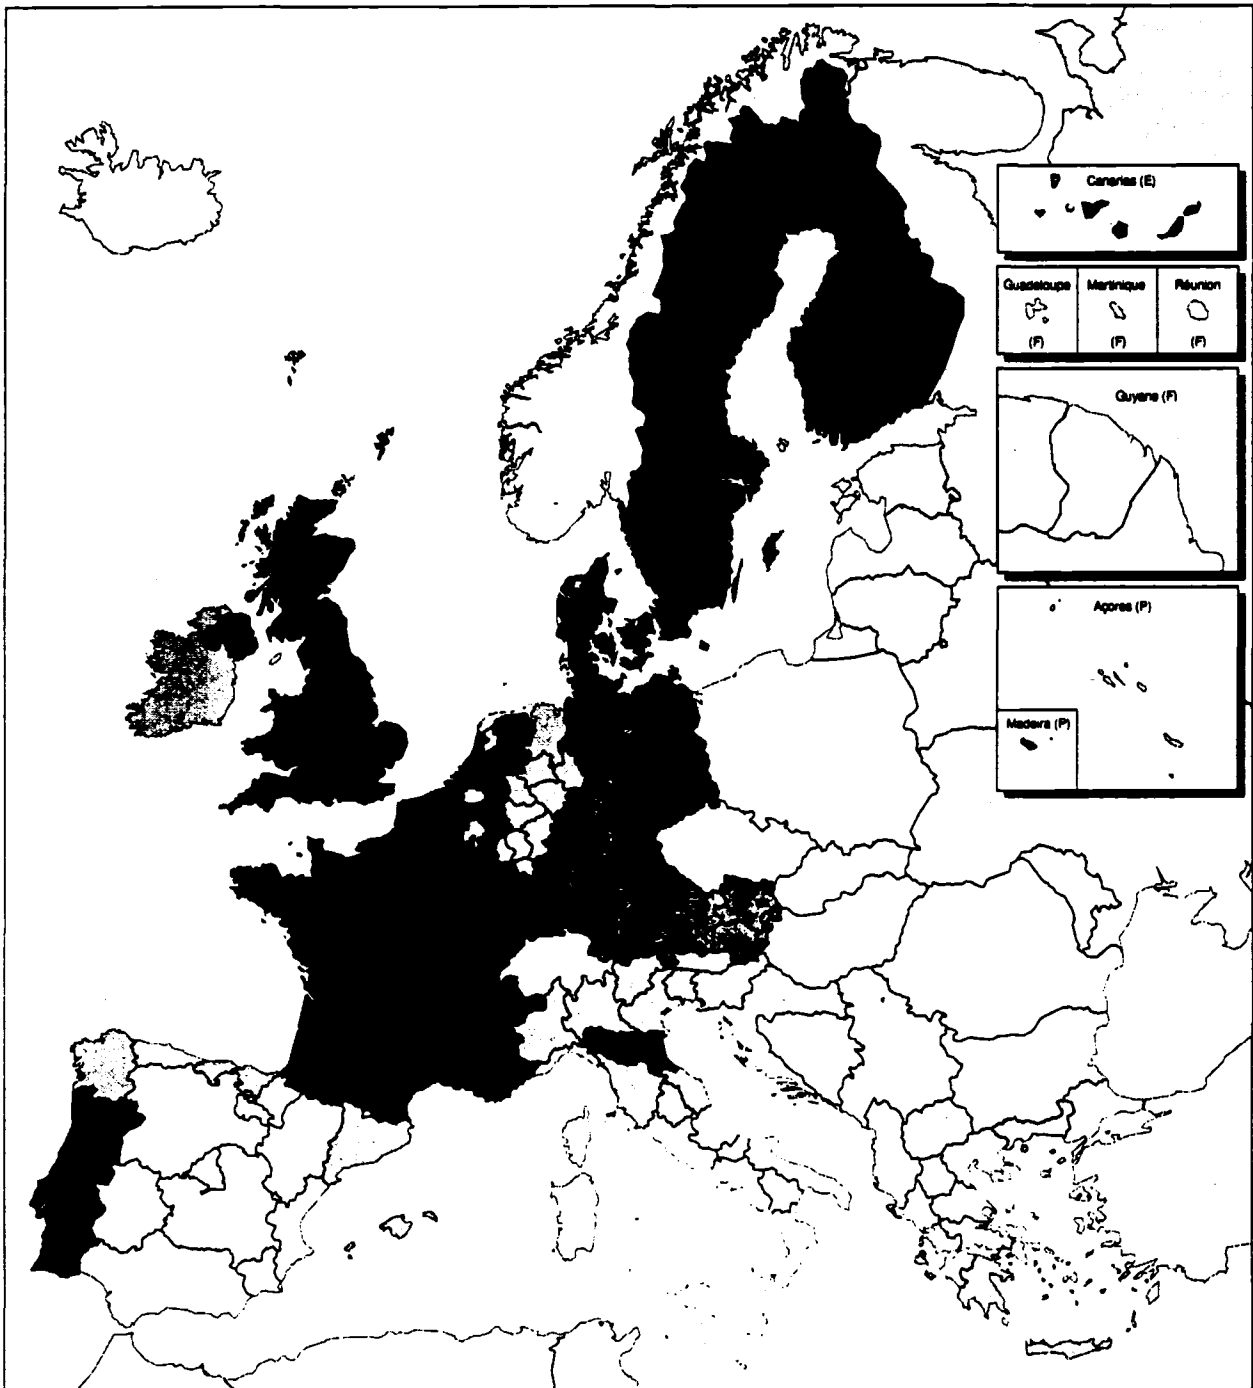 Canarias (E)
Guadeloupe Martinique Réunion
(F) (F) (F)
Guyane (F)
Açores (P)
Madeira (P)